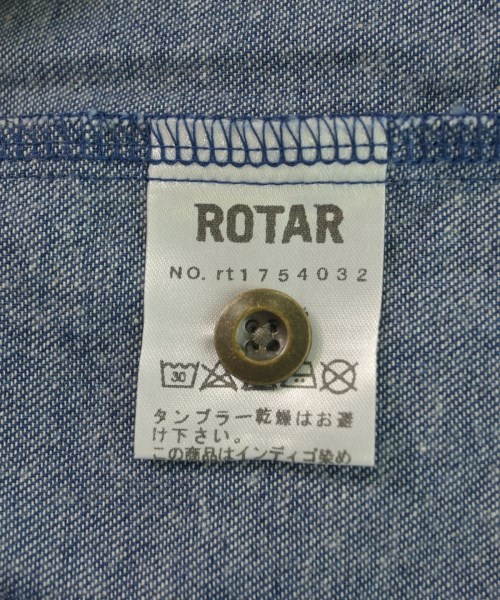 ROTAR
NO. rt1754032
30
タンブラー乾燥はお避
け下さい。
この商品はインディゴ染め